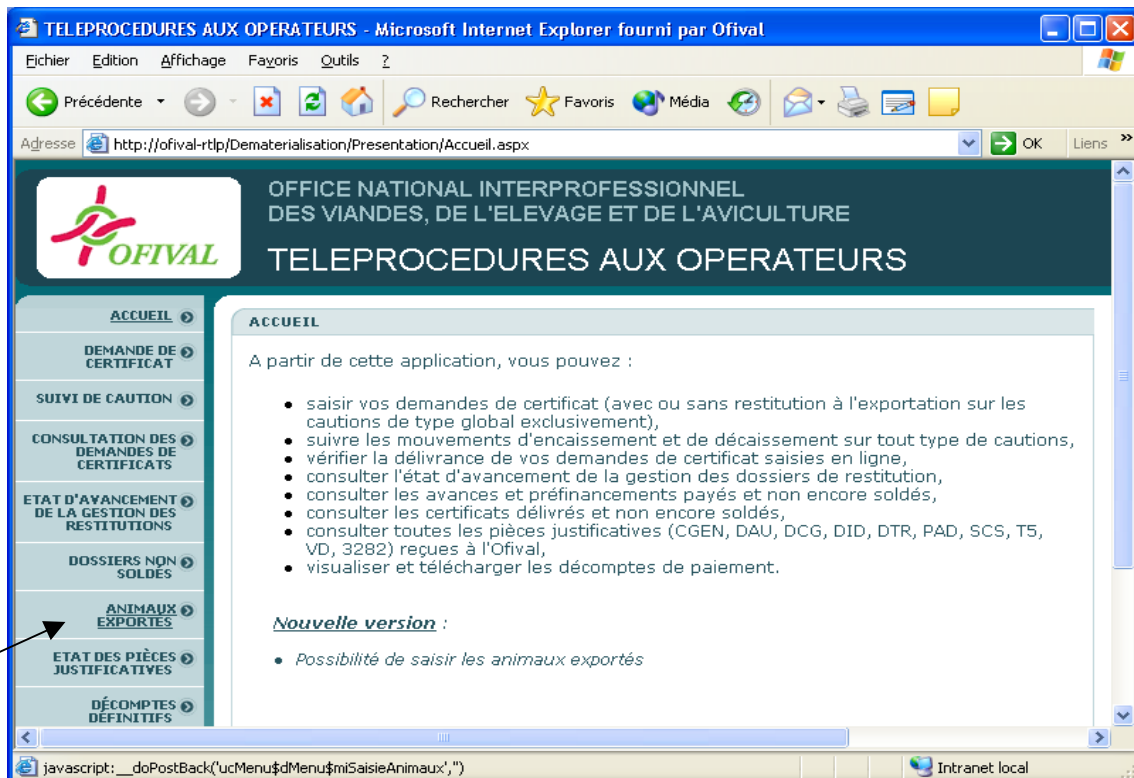 TELEPROCEDURES AUX OPERATEURS - Microsoft Internet Explorer fourni par Ofival
Fichier Edition Affichage Favoris Outils ?
Précédente Rechercher Favoris Média
Adresse http://ofival-rtlp/Dematerialisation/Presentation/Accueil.aspx OK Liens »
OFIVAL
OFFICE NATIONAL INTERPROFESSIONNEL
DES VIANDES, DE L'ELEVAGE ET DE L'AVICULTURE
TELEPROCEDURES AUX OPERATEURS
ACCUEIL
DEMANDE DE
CERTIFICAT
SUIVI DE CAUTION
CONSULTATION DES
DEMANDES DE
CERTIFICATS
ETAT D'AVANCEMENT
DE LA GESTION DES
RESTITUTIONS
DOSSIERS NON
SOLDÉS
ANIMAUX
EXPORTÉS
ETAT DES PIÈCES
JUSTIFICATIVES
DÉCOMPTES
DÉFINITIFS
ACCUEIL
A partir de cette application, vous pouvez :
• saisir vos demandes de certificat (avec ou sans restitution à l'exportation sur les
cautions de type global exclusivement),
• suivre les mouvements d'encaissement et de décaissement sur tout type de cautions,
• vérifier la délivrance de vos demandes de certificat saisies en ligne,
• consulter l'état d'avancement de la gestion des dossiers de restitution,
• consulter les avances et préfinancements payés et non encore soldés,
• consulter les certificats délivrés et non encore soldés,
• consulter toutes les pièces justificatives (CGEN, DAU, DCG, DID, DTR, PAD, SCS, T5,
VD, 3282) reçues à l'Ofival,
• visualiser et télécharger les décomptes de paiement.
Nouvelle version :
• Possibilité de saisir les animaux exportés
javascript:__doPostBack('ucMenu$dMenu$miSaisieAnimaux','') Intranet local